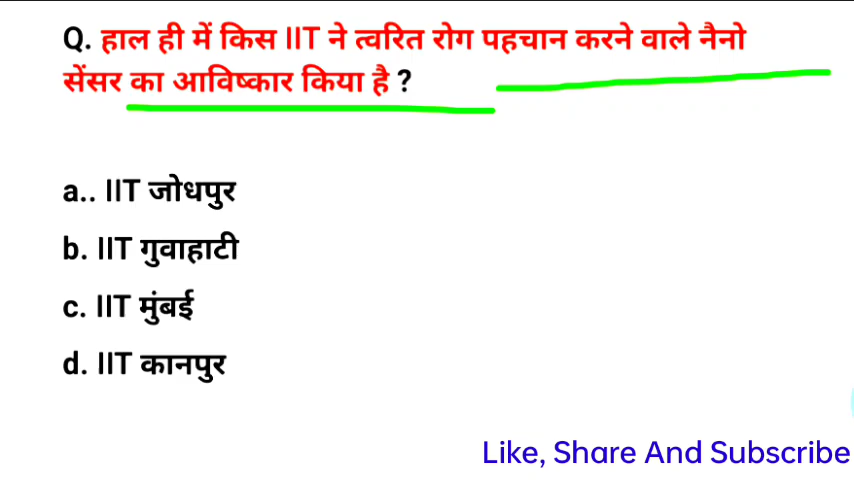 Q. हाल ही में किस IIT ने त्वरित रोग पहचान करने वाले नैनो
सेंसर का आविष्कार किया है ?
a.. IIT जोधपुर
b. IIT गुवाहाटी
c. IIT मुंबई
d. IIT कानपुर
Like, Share And Subscribe